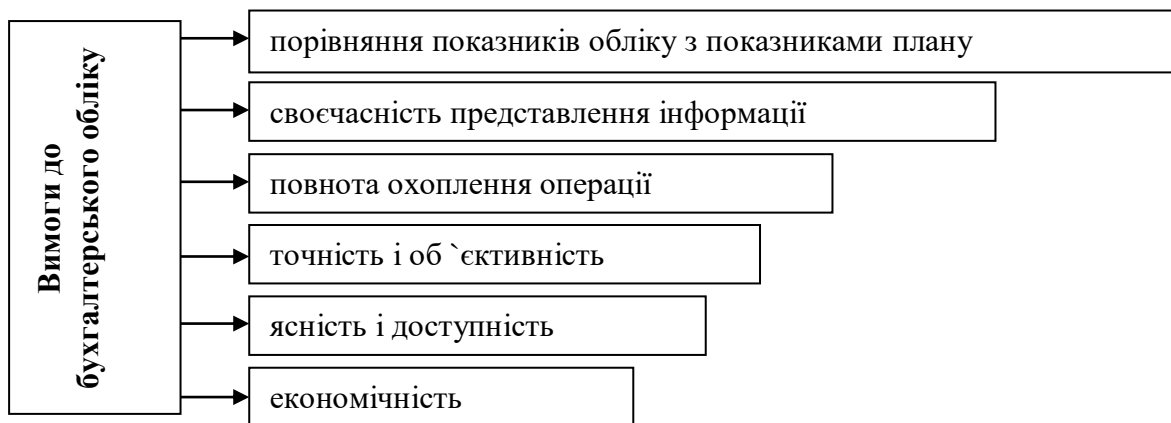 Вимоги до
бухгалтерського обліку
порівняння показників обліку з показниками плану
своєчасність представлення інформації
повнота охоплення операції
точність і об `єктивність
ясність і доступність
економічність